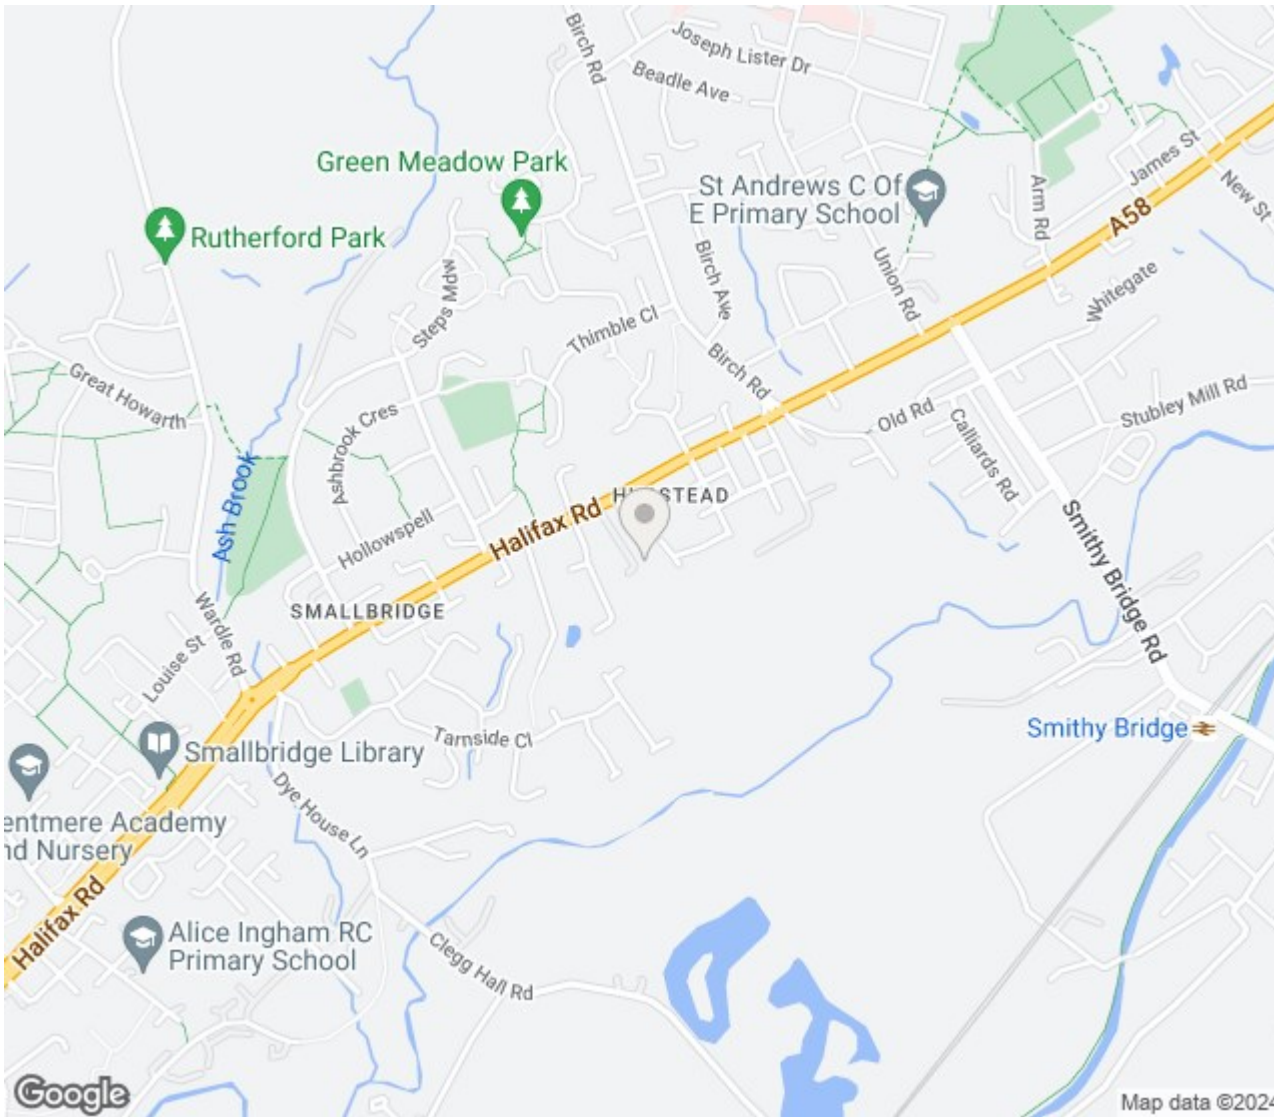 Birch Rd
Joseph Lister Dr
Beadle Ave
James St
Green Meadow Park
St Andrews C Of
E Primary School
Arm Rd
New St
A58
Rutherford Park
Birch Ave
Union Rd
Whitegate
Steps Mdw
Thimble Cl
Birch Rd
Great Howarth
Stubley Mill Rd
Ashbrook Cres
Old Rd
Calliards Rd
Ash Brook
Halifax Rd
Hollowspell
Smithy Bridge Rd
SMALLBRIDGE
Wardle Rd
Louise St
Smithy Bridge
Tarnside Cl
Smallbridge Library
Dye House Ln
entmere Academy
nd Nursery
Halifax Rd
Alice Ingham RC
Primary School
Clegg Hall Rd
Google
Map data ©2024